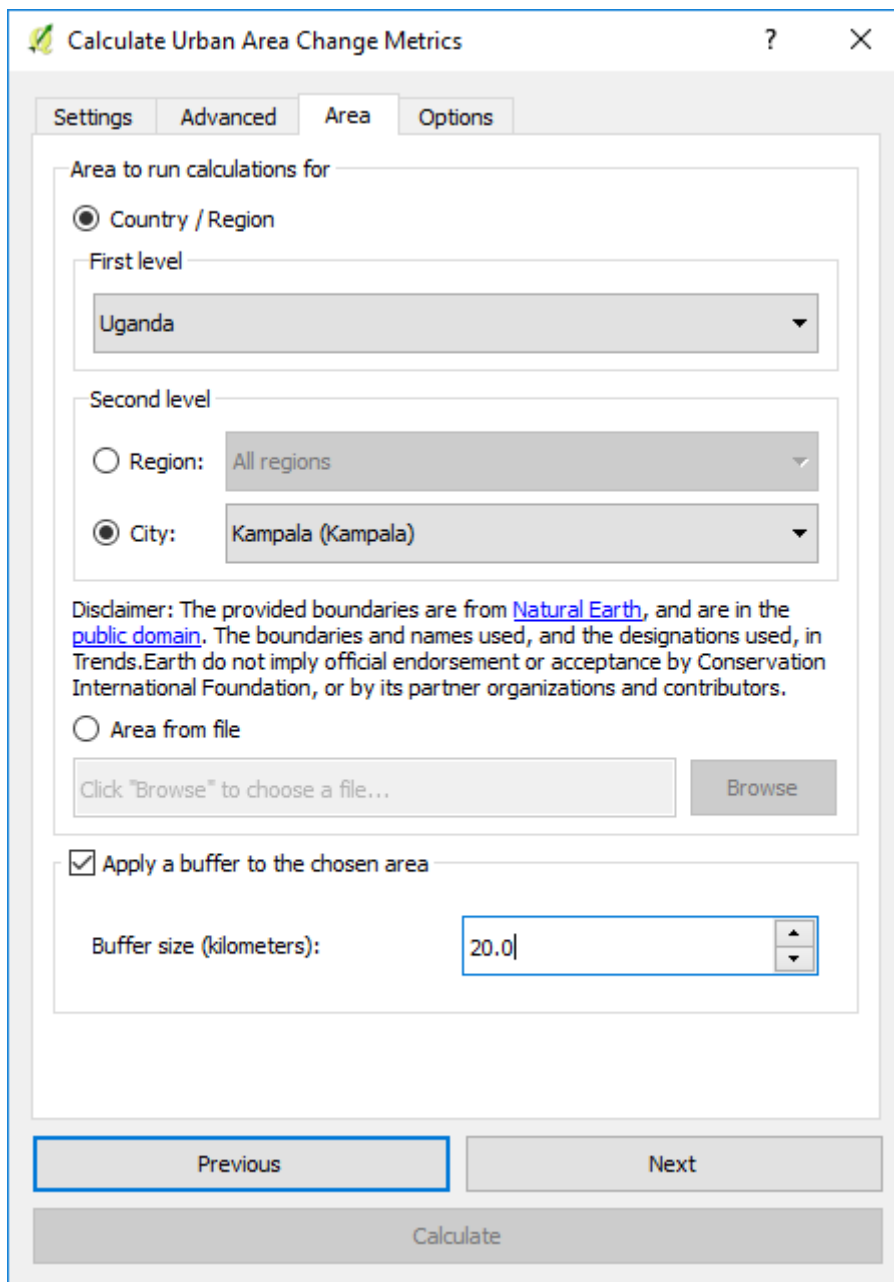 Calculate Urban Area Change Metrics ?
Settings Advanced Area Options
Area to run calculations for
Country / Region
First level
Uganda
Second level
Region: All regions
City: Kampala (Kampala)
Disclaimer: The provided boundaries are from Natural Earth, and are in the
public domain. The boundaries and names used, and the designations used, in
Trends.Earth do not imply official endorsement or acceptance by Conservation
International Foundation, or by its partner organizations and contributors.
Area from file
Click "Browse" to choose a file... Browse
Apply a buffer to the chosen area
Buffer size (kilometers): 20.0
Previous Next
Calculate